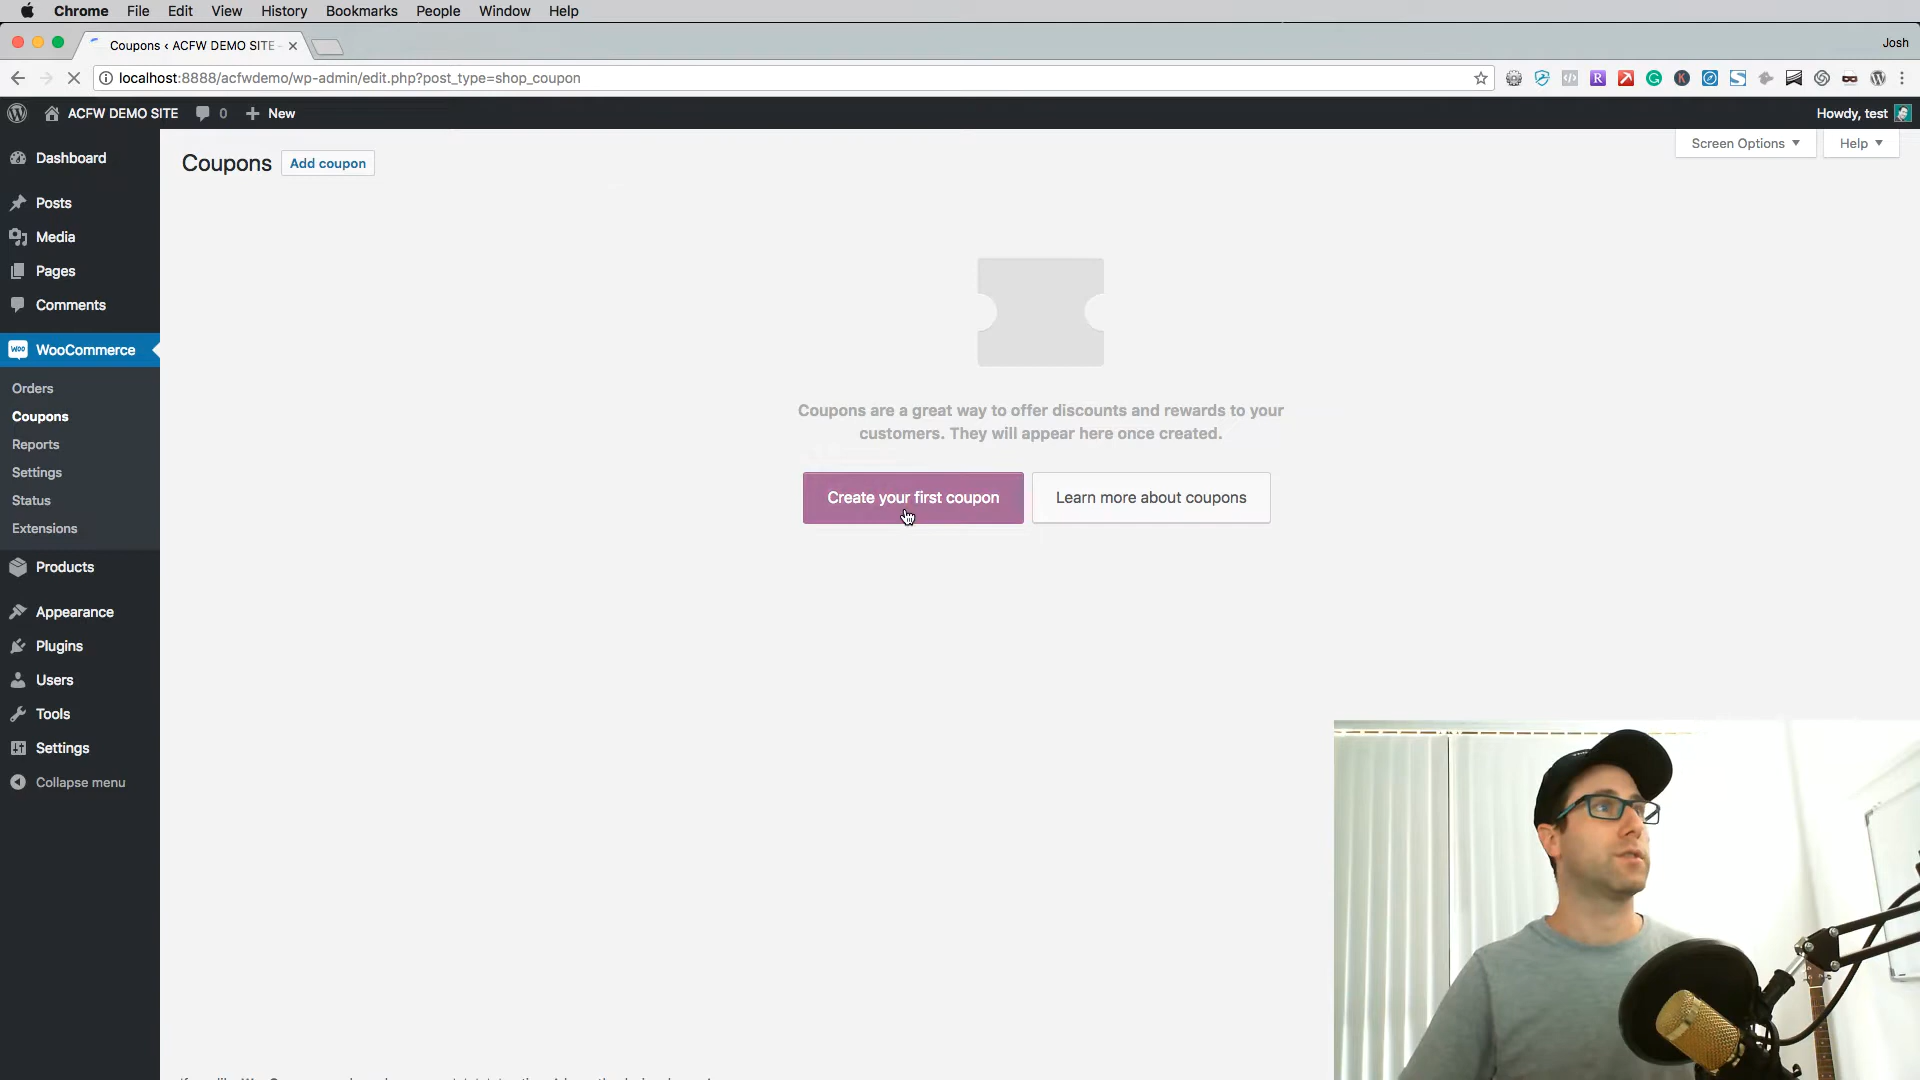 Chrome File Edit View History Bookmarks People Window Help
Coupons ‹ ACFW DEMO SITE
Josh
localhost:8888/acfwdemo/wp-admin/edit.php?post_type=shop_coupon
ACFW DEMO SITE 0 New
Howdy, test
Screen Options Help
Coupons Add coupon
Dashboard
Posts
Media
Pages
Comments
WooCommerce
Orders
Coupons
Reports
Settings
Status
Extensions
Products
Appearance
Plugins
Users
Tools
Settings
Collapse menu
Coupons are a great way to offer discounts and rewards to your
customers. They will appear here once created.
Create your first coupon
Learn more about coupons